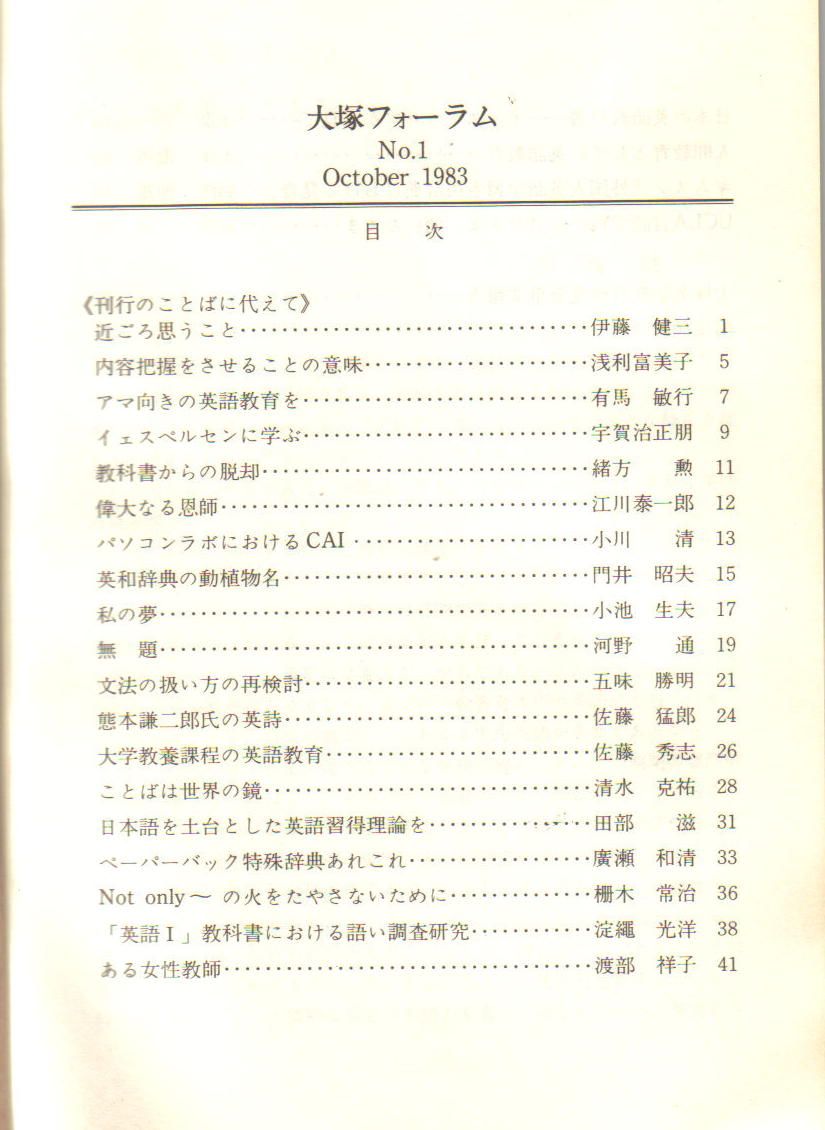 大塚フォーラム
No.1
October 1983
目 次
《刊行のことばに代えて》
近ごろ思うこと‥‥‥‥‥‥‥‥‥‥伊藤 健三 1
内容把握をさせることの意味‥‥‥‥‥‥‥‥‥‥浅利富美子 5
アマ向きの英語教育を‥‥‥‥‥‥‥‥‥‥有馬 敏行 7
イェスペルセンに学ぶ‥‥‥‥‥‥‥‥‥‥宇賀治正朋 9
教科書からの脱却‥‥‥‥‥‥‥‥‥‥緒方 勲 11
偉大なる恩師‥‥‥‥‥‥‥‥‥‥江川泰一郎 12
パソコンラボにおけるCAI‥‥‥‥‥‥‥‥‥‥小川 清 13
英和辞典の動植物名‥‥‥‥‥‥‥‥‥‥門井 昭夫 15
私の夢‥‥‥‥‥‥‥‥‥‥小池 生夫 17
無 題‥‥‥‥‥‥‥‥‥‥河野 通 19
文法の扱い方の再検討‥‥‥‥‥‥‥‥‥‥五味 勝明 21
熊本謙二郎氏の英詩‥‥‥‥‥‥‥‥‥‥佐藤 猛郎 24
大学教養課程の英語教育‥‥‥‥‥‥‥‥‥‥佐藤 秀志 26
ことばは世界の鏡‥‥‥‥‥‥‥‥‥‥清水 克祐 28
日本語を土台とした英語習得理論を‥‥‥‥‥‥‥‥田部 滋 31
ペーパーバック特殊辞典あれこれ‥‥‥‥‥‥‥‥廣瀬 和清 33
Not only〜の火をたやさないために‥‥‥‥‥‥‥柵木 常治 36
「英語Ⅰ」教科書における語い調査研究‥‥‥‥‥‥淀縄 光洋 38
ある女性教師‥‥‥‥‥‥‥‥‥‥渡部 祥子 41